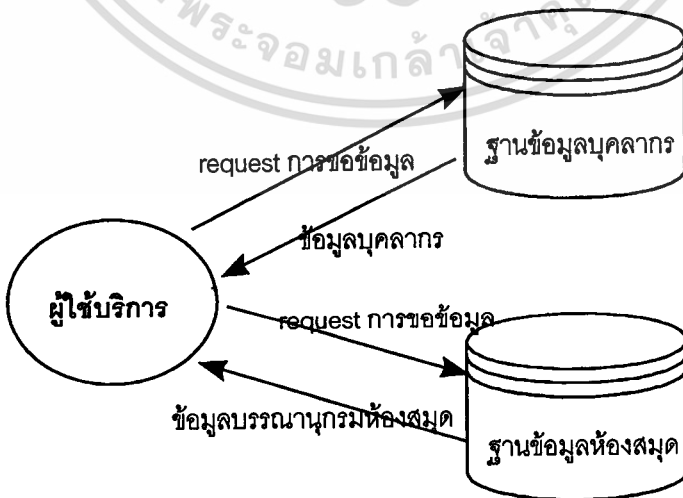 พระจอมเกล้าเจ้าคุ
ฐานข้อมูลบุคลากร
request การขอข้อมูล
ข้อมูลบุคลากร
ผู้ใช้บริการ
request การขอข้อมูล
ข้อมูลบรรณานุกรมห้องสมุด
ฐานข้อมูลห้องสมุด